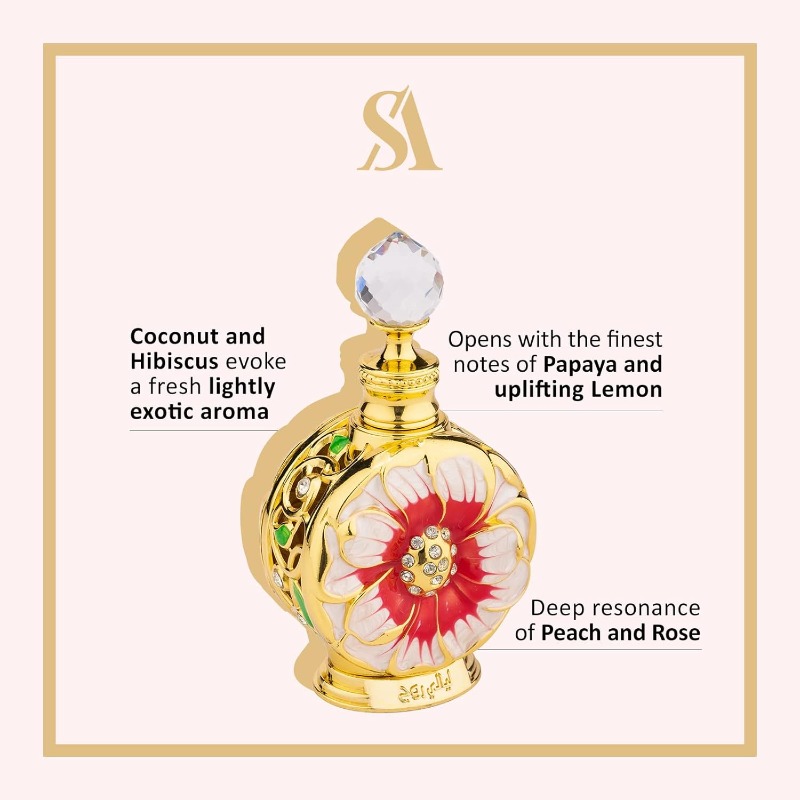 SA
Coconut and
Hibiscus evoke
a fresh lightly
exotic aroma
Opens with the finest
notes of Papaya and
uplifting Lemon
Deep resonance
of Peach and Rose